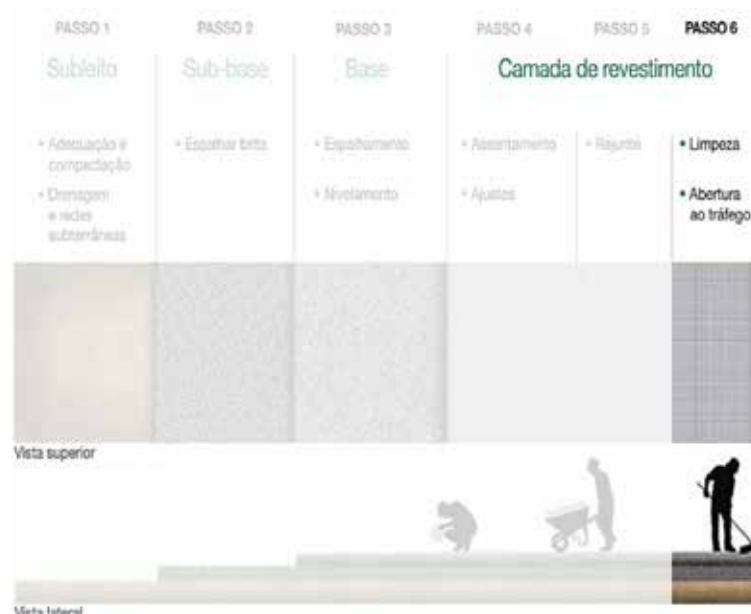 PASSO 1 PASSO 2 PASSO 3 PASSO 4 PASSO 5 PASSO 6
Subleito Sub-base Base Camada de revestimento
• Adequação e compactação
• Drenagem e redes subterrâneas
• Espalhar brita
• Espalhamento
• Nivelamento
• Assentamento
• Ajustes
• Rejunte
• Limpeza
• Abertura
ao tráfego
Vista superior
Vista lateral